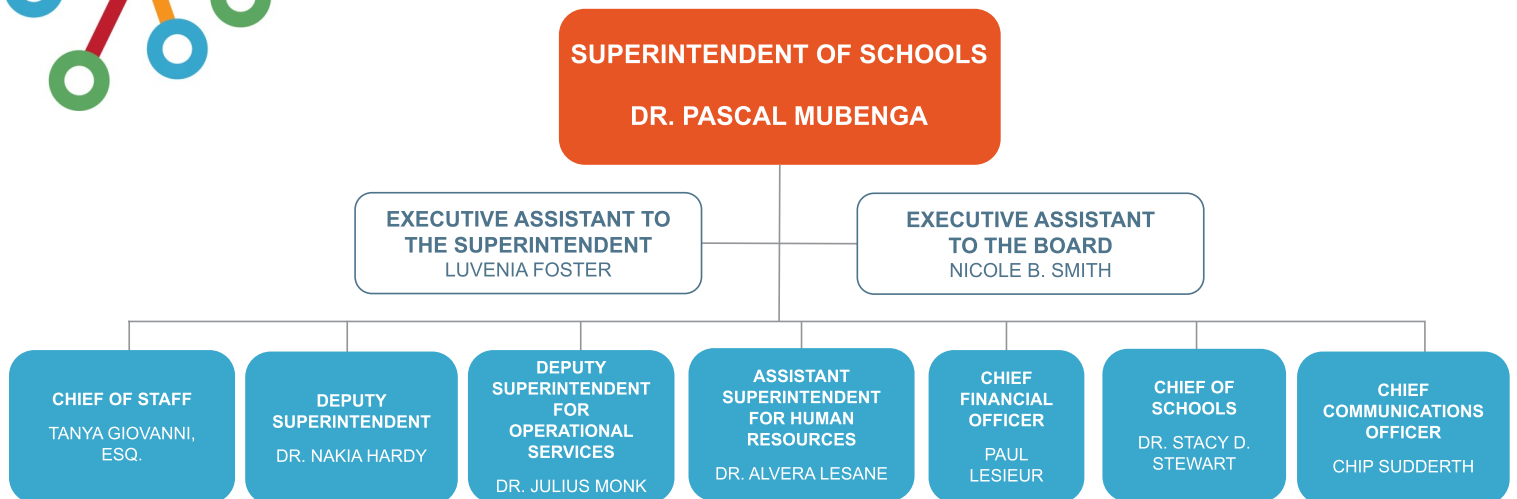 SUPERINTENDENT OF SCHOOLS
DR. PASCAL MUBENGA
EXECUTIVE ASSISTANT TO
THE SUPERINTENDENT
LUVENIA FOSTER
EXECUTIVE ASSISTANT
TO THE BOARD
NICOLE B. SMITH
CHIEF OF STAFF
TANYA GIOVANNI,
ESQ.
DEPUTY
SUPERINTENDENT
DR. NAKIA HARDY
DEPUTY
SUPERINTENDENT
FOR
OPERATIONAL
SERVICES
DR. JULIUS MONK
ASSISTANT
SUPERINTENDENT
FOR HUMAN
RESOURCES
DR. ALVERA LESANE
CHIEF
FINANCIAL
OFFICER
PAUL
LESIEUR
CHIEF OF
SCHOOLS
DR. STACY D.
STEWART
CHIEF
COMMUNICATIONS
OFFICER
CHIP SUDDERTH